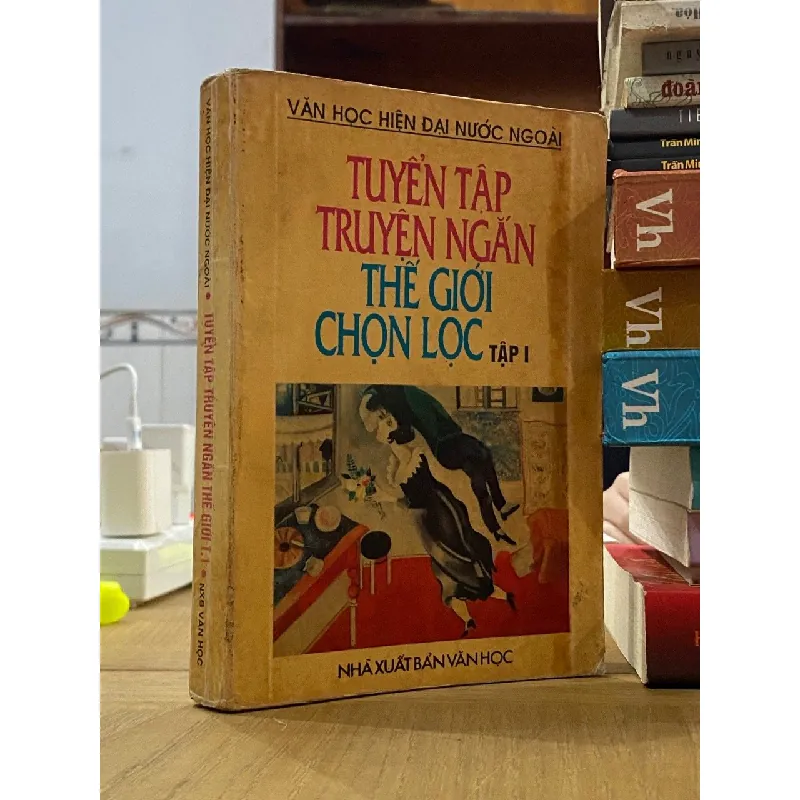 VĂN HỌC HIỆN ĐẠI NƯỚC NGOÀI
TUYỂN TẬP
TRUYỆN NGẮN
THẾ GIỚI
CHỌN LỌC TẬP I
NHÀ XUẤT BẢN VĂN HỌC
VĂN HỌC HIỆN ĐẠI NƯỚC NGOÀI • TUYỂN TẬP TRUYỆN NGẮN THẾ GIỚI T.1 • NXB VĂN HỌC
đoàn
Trần Min
Trần Min
Vh
Vh
Vh